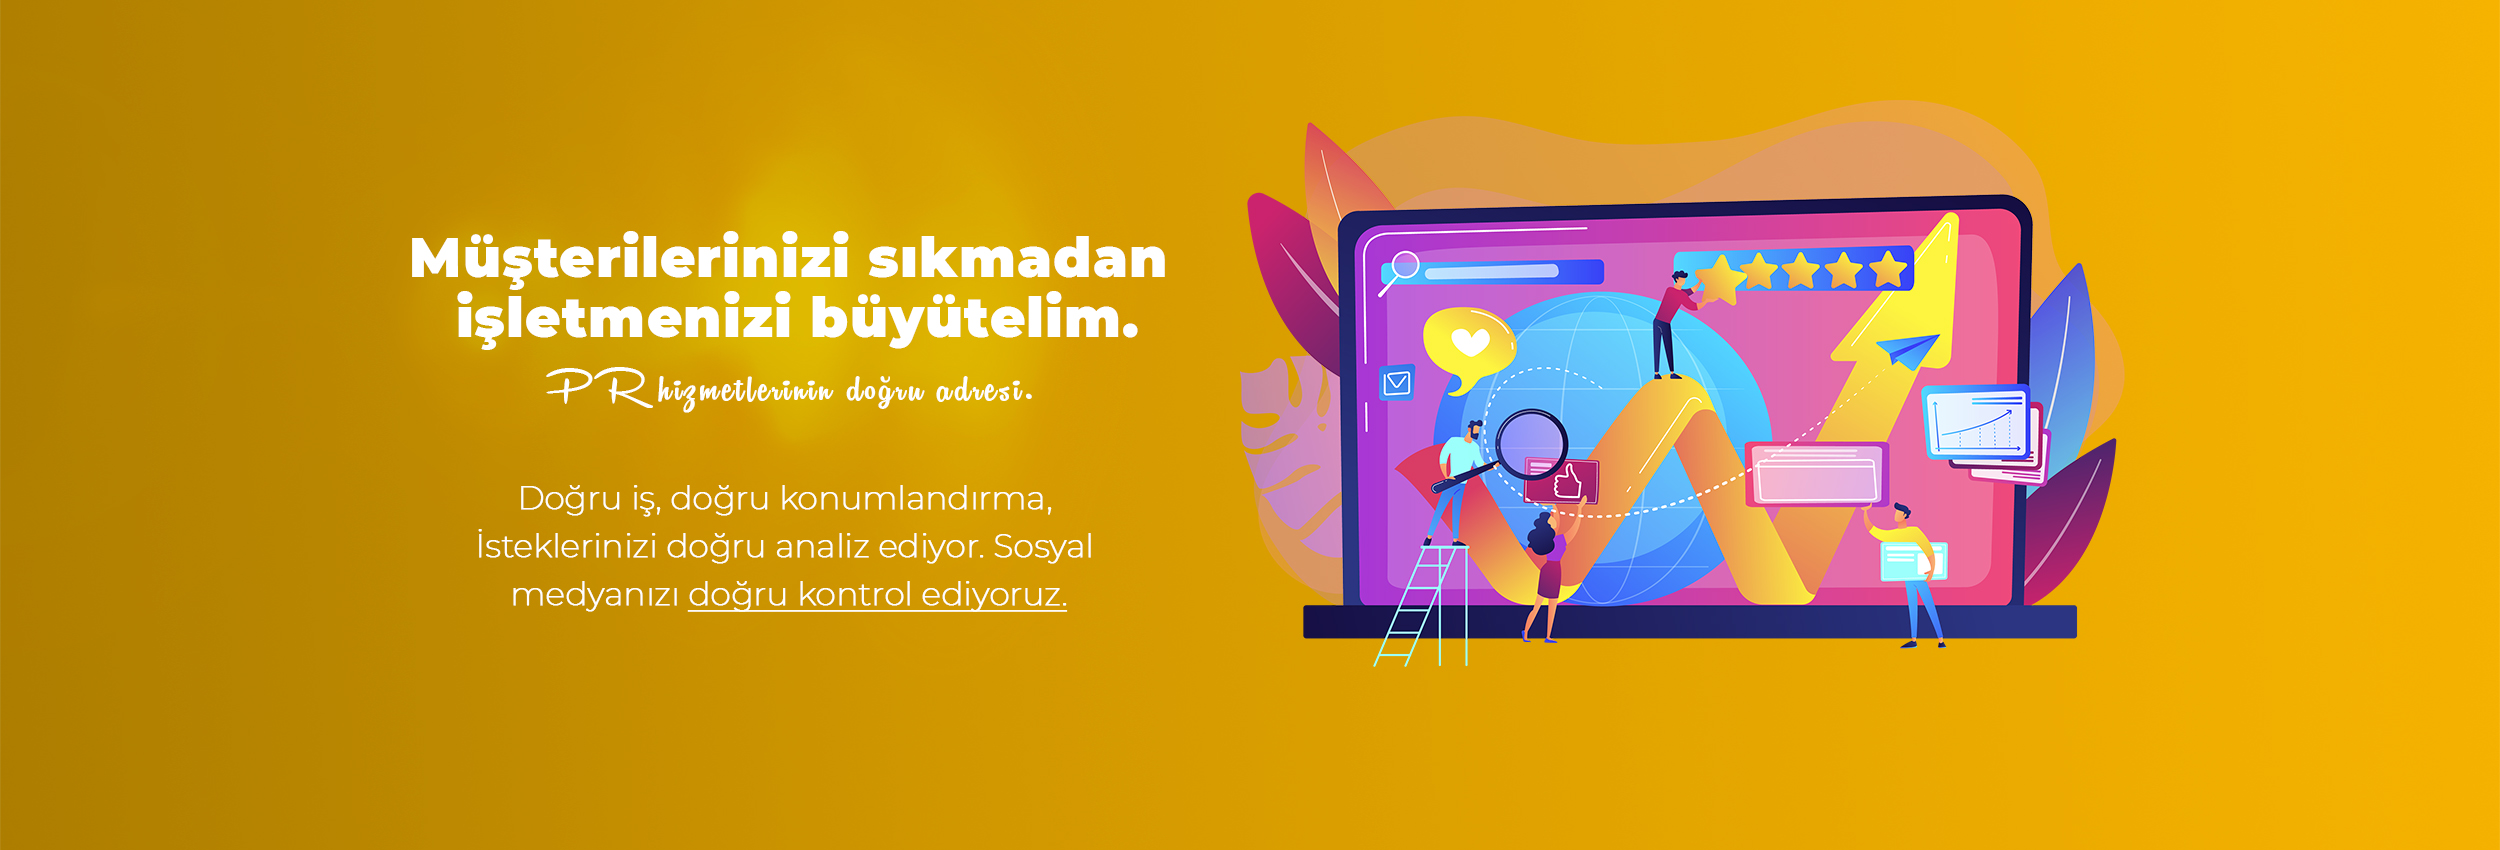 Müşterilerinizi sıkmadan
işletmenizi büyütelim.
PR hizmetlerinin doğru adresi.
Doğru iş, doğru konumlandırma,
İsteklerinizi doğru analiz ediyor. Sosyal
medyanızı doğru kontrol ediyoruz.